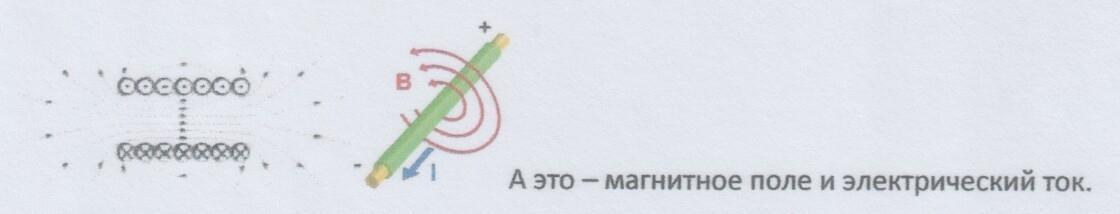 +
B
I
-
А это – магнитное поле и электрический ток.